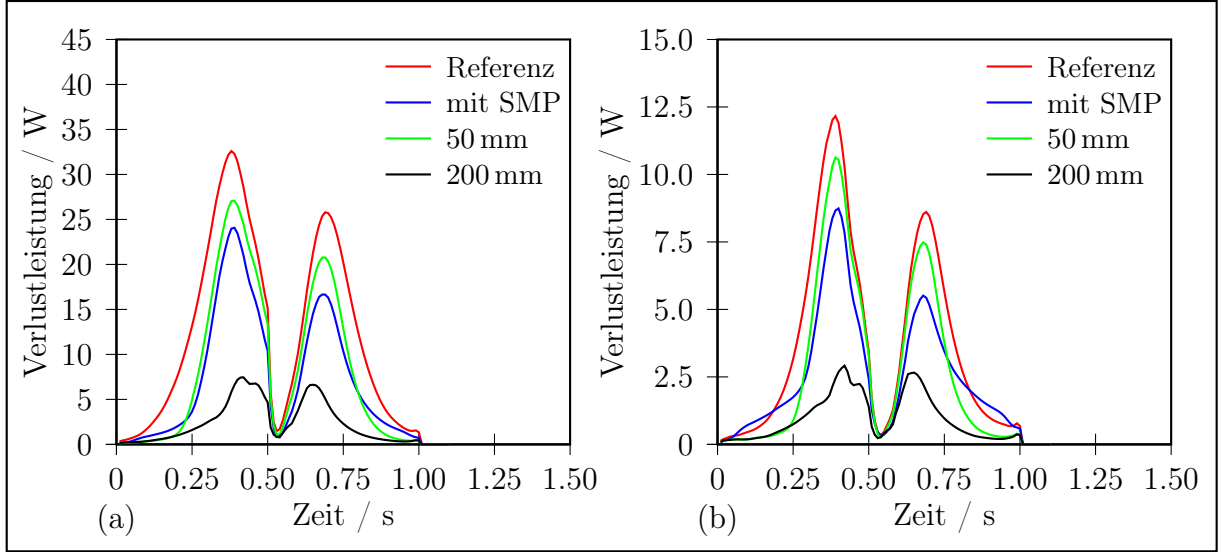 45
40
35
30
25
20
15
10
5
0
Verlustleistung / W
0 0.25 0.50 0.75 1.00 1.25 1.50
Zeit / s
(a)
Referenz
mit SMP
50 mm
200 mm
15.0
12.5
10.0
7.5
5.0
2.5
0
Verlustleistung / W
0 0.25 0.50 0.75 1.00 1.25 1.50
Zeit / s
(b)
Referenz
mit SMP
50 mm
200 mm